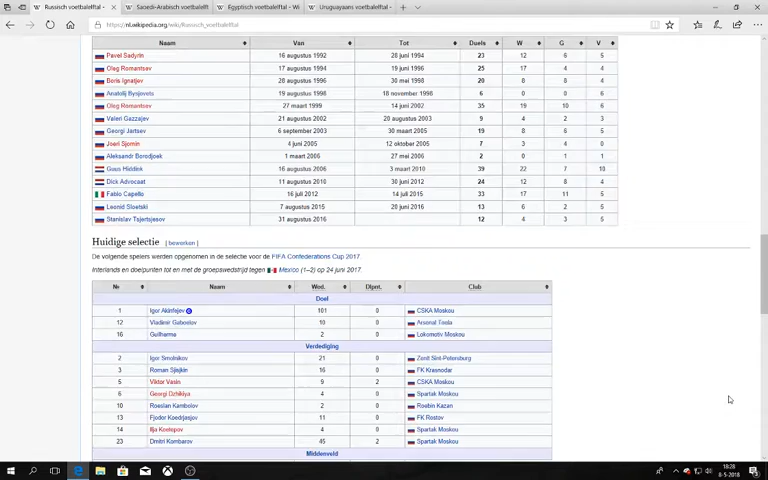 Russisch voetbalelftal -
Saoedi-Arabisch voetbalelft
Egyptisch voetbalelftal - Wi
Uruguayaans voetbalelftal -
https://nl.wikipedia.org/wiki/Russisch_voetbalelftal
Naam Van Tot Duels W G V
Pavel Sadyrin 16 augustus 1992 28 juni 1994 23 12 6 5
Oleg Romantsev 17 augustus 1994 19 juni 1996 25 17 4 4
Boris Ignatjev 28 augustus 1996 30 mei 1998 20 8 8 4
Anatolij Bysjovets 19 augustus 1998 18 november 1998 6 0 0 6
Oleg Romantsev 27 maart 1999 14 juni 2002 35 19 10 6
Valeri Gazzajev 21 augustus 2002 20 augustus 2003 9 4 2 3
Georgi Jartsev 6 september 2003 30 maart 2005 19 8 6 5
Joeri Sjomin 4 juni 2005 12 oktober 2005 7 3 4 0
Aleksandr Borodjoek 1 maart 2006 27 mei 2006 2 0 1 1
Guus Hiddink 16 augustus 2006 3 maart 2010 39 22 7 10
Dick Advocaat 11 augustus 2010 30 juni 2012 24 12 8 4
Fabio Capello 16 juli 2012 14 juli 2015 33 17 11 5
Leonid Sloetski 7 augustus 2015 20 juni 2016 13 6 2 5
Stanislav Tsjertsjesov 31 augustus 2016 12 4 3 5
Huidige selectie [ bewerken ]
De volgende spelers werden opgenomen in de selectie voor de FIFA Confederations Cup 2017.
Interlands en doelpunten tot en met de groepswedstrijd tegen Mexico (1–2) op 24 juni 2017.
№ Naam Wed. Dlpnt. Club
Doel
1 Igor Akinfejev C 101 0 CSKA Moskou
12 Vladimir Gaboelov 10 0 Arsenal Toela
16 Guilherme 2 0 Lokomotiv Moskou
Verdediging
2 Igor Smolnikov 21 0 Zenit Sint-Petersburg
3 Roman Sjisjkin 16 0 FK Krasnodar
5 Viktor Vasin 9 2 CSKA Moskou
6 Georgi Dzhikiya 4 0 Spartak Moskou
10 Roeslan Kambolov 2 0 Roebin Kazan
13 Fjodor Koedrjasjov 11 0 FK Rostov
14 Ilja Koetepov 4 0 Spartak Moskou
23 Dmitri Kombarov 45 2 Spartak Moskou
Middenveld
18:28
8-5-2018